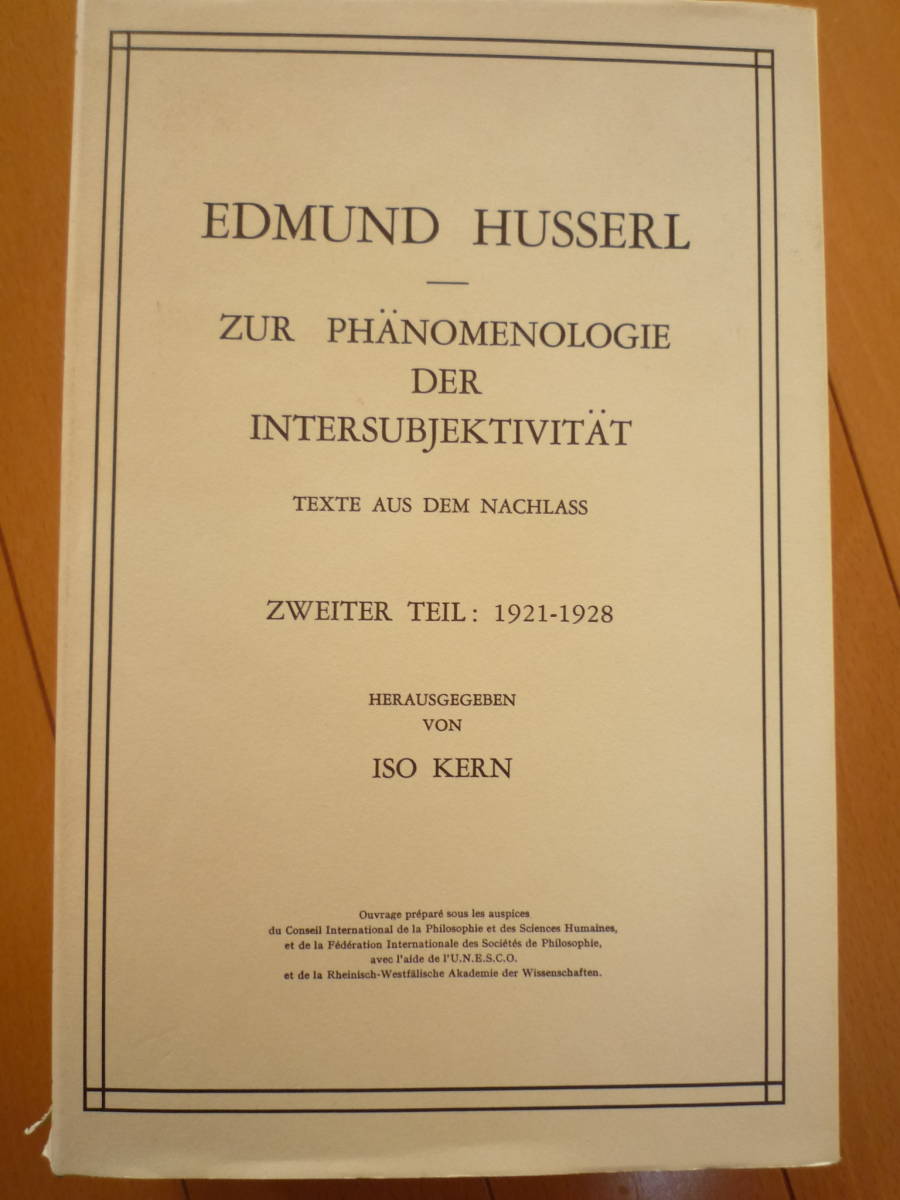 EDMUND HUSSERL
ZUR PHÄNOMENOLOGIE
DER
INTERSUBJEKTIVITÄT
TEXTE AUS DEM NACHLASS
ZWEITER TEIL: 1921-1928
HERAUSGEGEBEN
VON
ISO KERN
Ouvrage préparé sous les auspices
du Conseil International de la Philosophie et des Sciences Humaines,
et de la Fédération Internationale des Sociétés de Philosophie,
avec l'aide de l'U.N.E.S.C.O.
et de la Rheinisch-Westfälische Akademie der Wissenschaften.